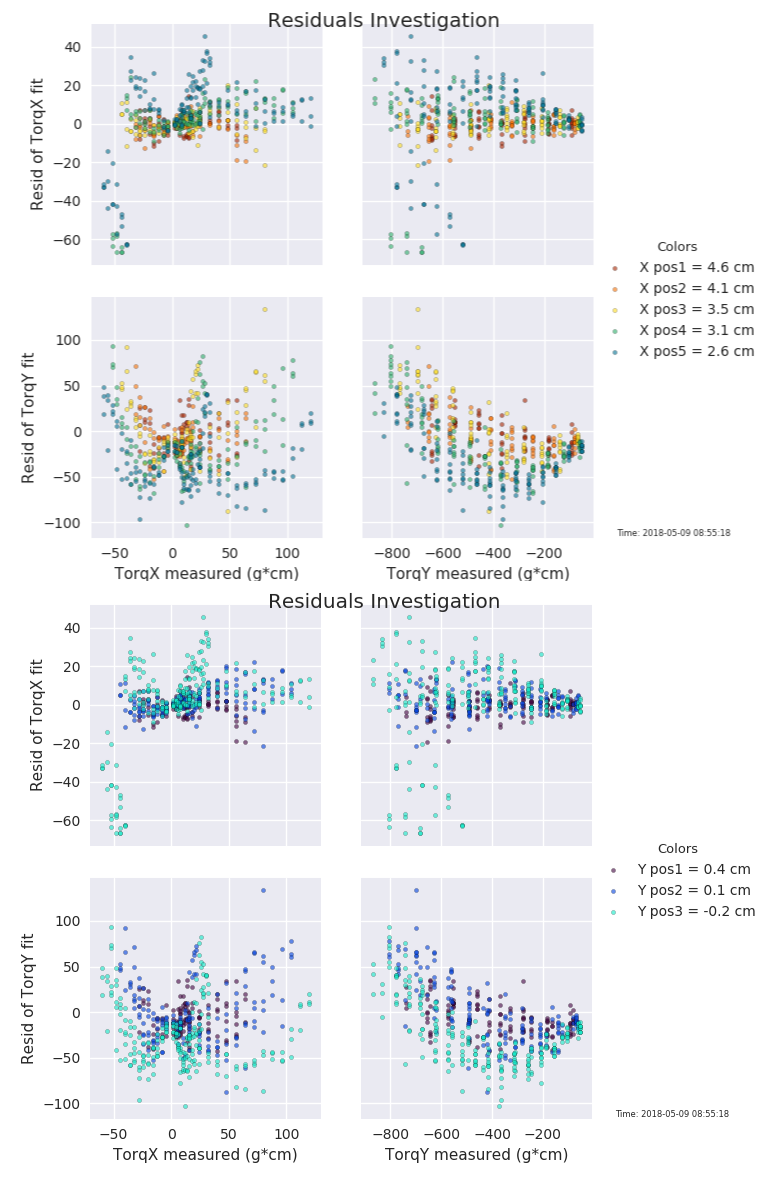 Residuals Investigation
40
20
0
−20
−40
−60
Resid of TorqX fit
Colors
X pos1 = 4.6 cm
X pos2 = 4.1 cm
X pos3 = 3.5 cm
X pos4 = 3.1 cm
X pos5 = 2.6 cm
100
50
0
−50
−100
Resid of TorqY fit
−50 0 50 100
−800 −600 −400 −200
TorqX measured (g*cm)
TorqY measured (g*cm)
Time: 2018-05-09 08:55:18
Residuals Investigation
40
20
0
−20
−40
−60
Resid of TorqX fit
Colors
Y pos1 = 0.4 cm
Y pos2 = 0.1 cm
Y pos3 = -0.2 cm
100
50
0
−50
−100
Resid of TorqY fit
−50 0 50 100
−800 −600 −400 −200
TorqX measured (g*cm)
TorqY measured (g*cm)
Time: 2018-05-09 08:55:18